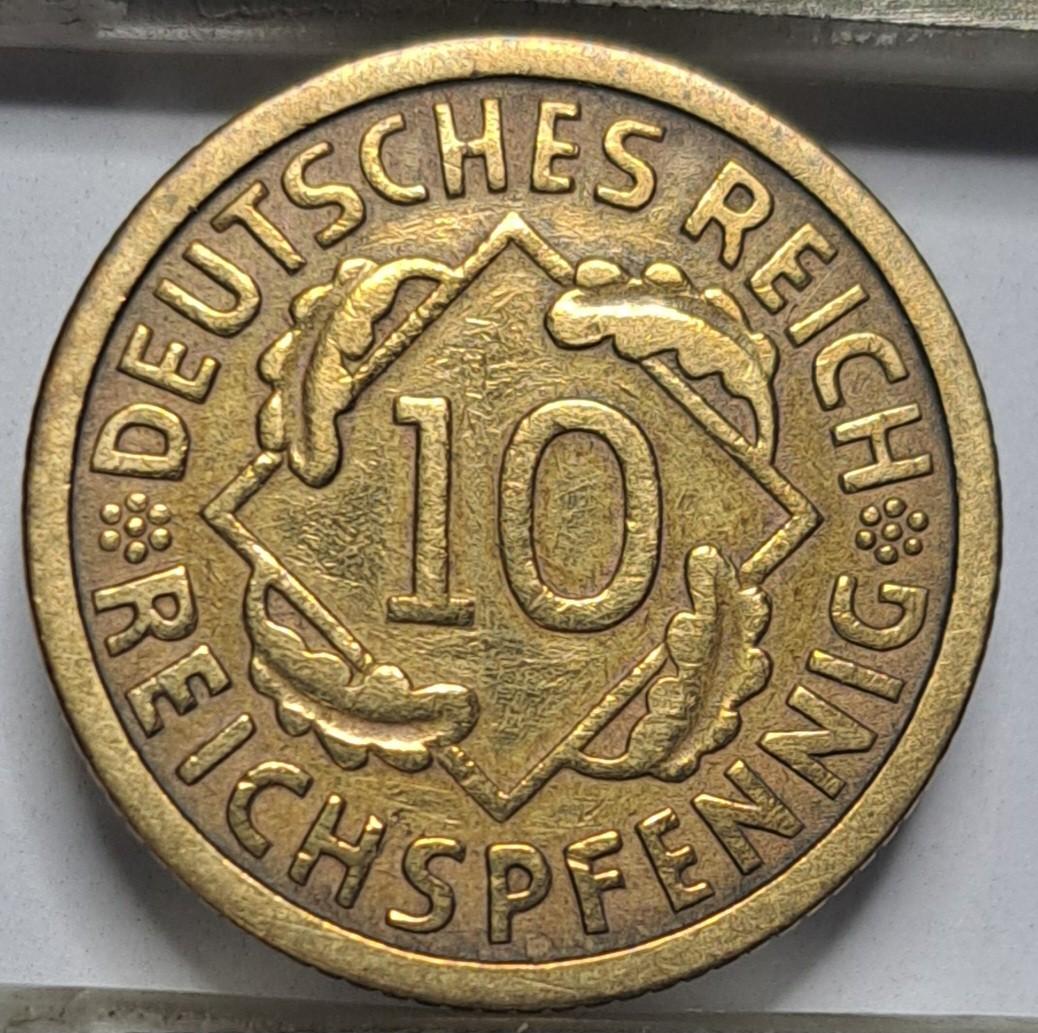 DEUTSCHES REICH
10
REICHSPFENNIG